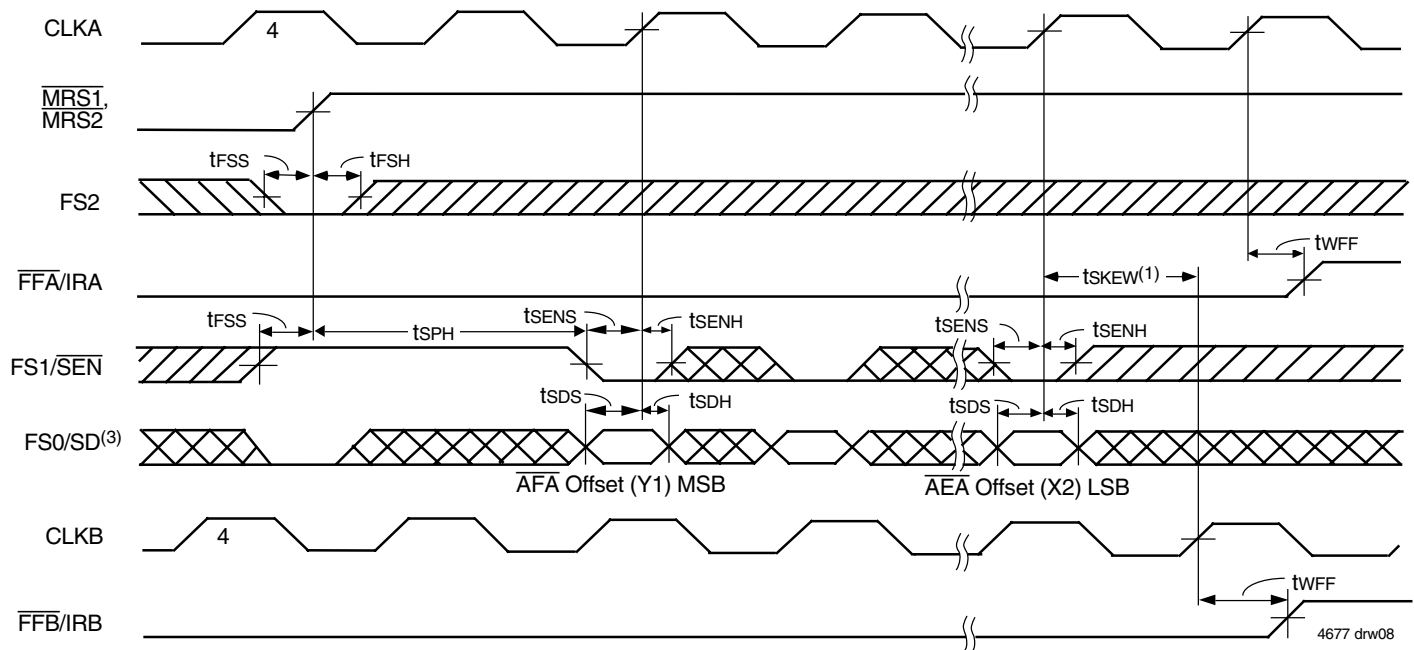 CLKA
4
MRS1,
MRS2
tFSS
tFSH
FS2
tWFF
FFA/IRA
tSKEW(1)
tFSS
tSPH
tSENS
tSENH
tSENS
tSENH
FS1/SEN
tSDS
tSDH
tSDS
tSDH
FS0/SD(3)
AFA Offset (Y1) MSB
AEA Offset (X2) LSB
CLKB
4
tWFF
FFB/IRB
4677 drw08